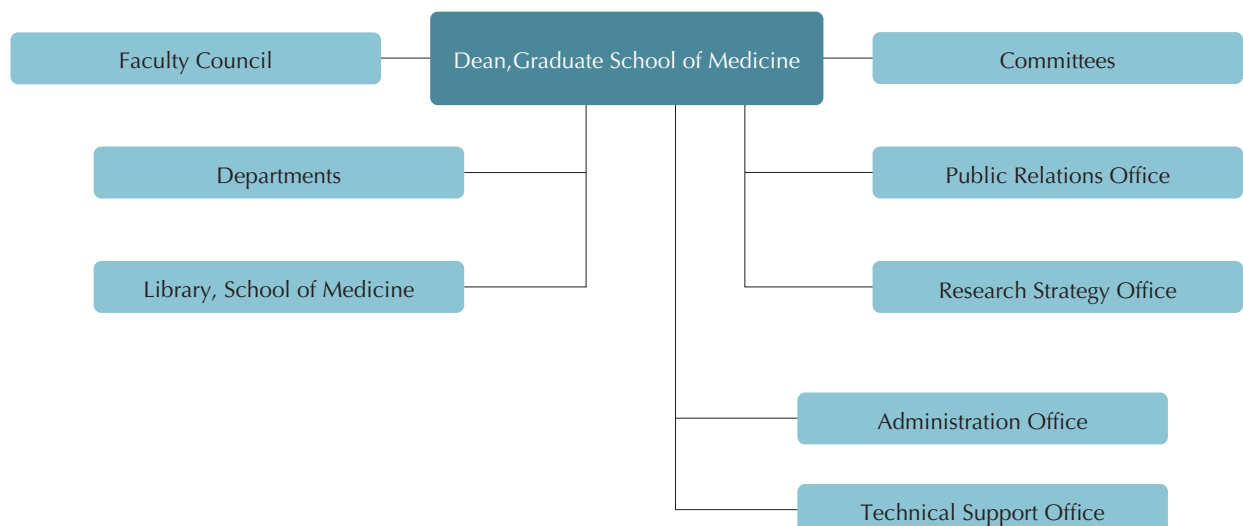 Faculty Council
Dean,Graduate School of Medicine
Committees
Departments
Public Relations Office
Library, School of Medicine
Research Strategy Office
Administration Office
Technical Support Office